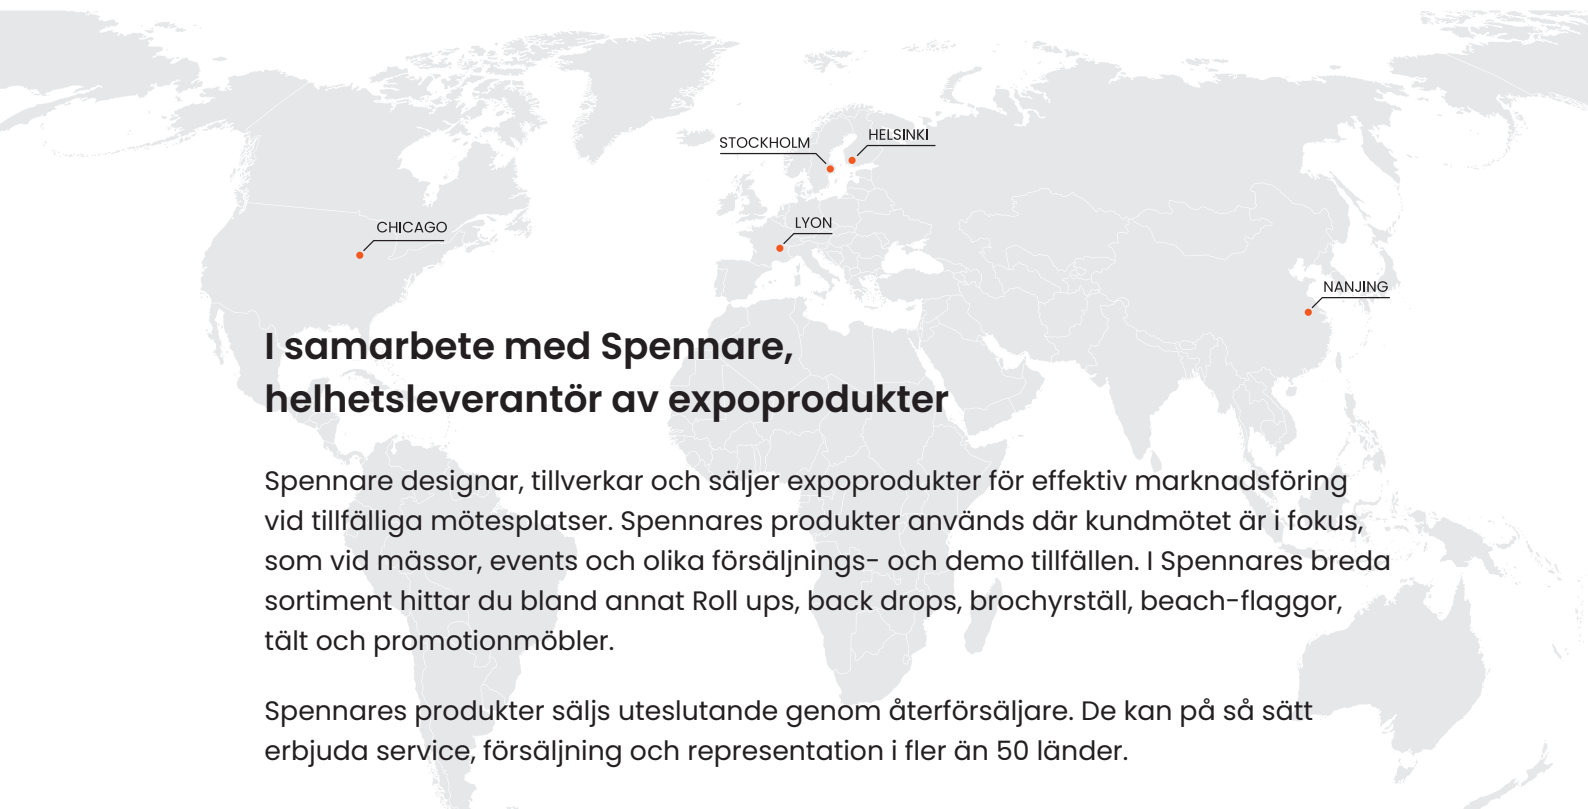 STOCKHOLM
HELSINKI
CHICAGO
LYON
NANJING
I samarbete med Spennare,
helhetsleverantör av expoprodukter
Spennare designar, tillverkar och säljer expoprodukter för effektiv marknadsföring
vid tillfälliga mötesplatser. Spennares produkter används där kundmötet är i fokus,
som vid mässor, events och olika försäljnings- och demo tillfällen. I Spennares breda
sortiment hittar du bland annat Roll ups, back drops, brochyrställ, beach-flaggor,
tält och promotionmöbler.
Spennares produkter säljs uteslutande genom återförsäljare. De kan på så sätt
erbjuda service, försäljning och representation i fler än 50 länder.